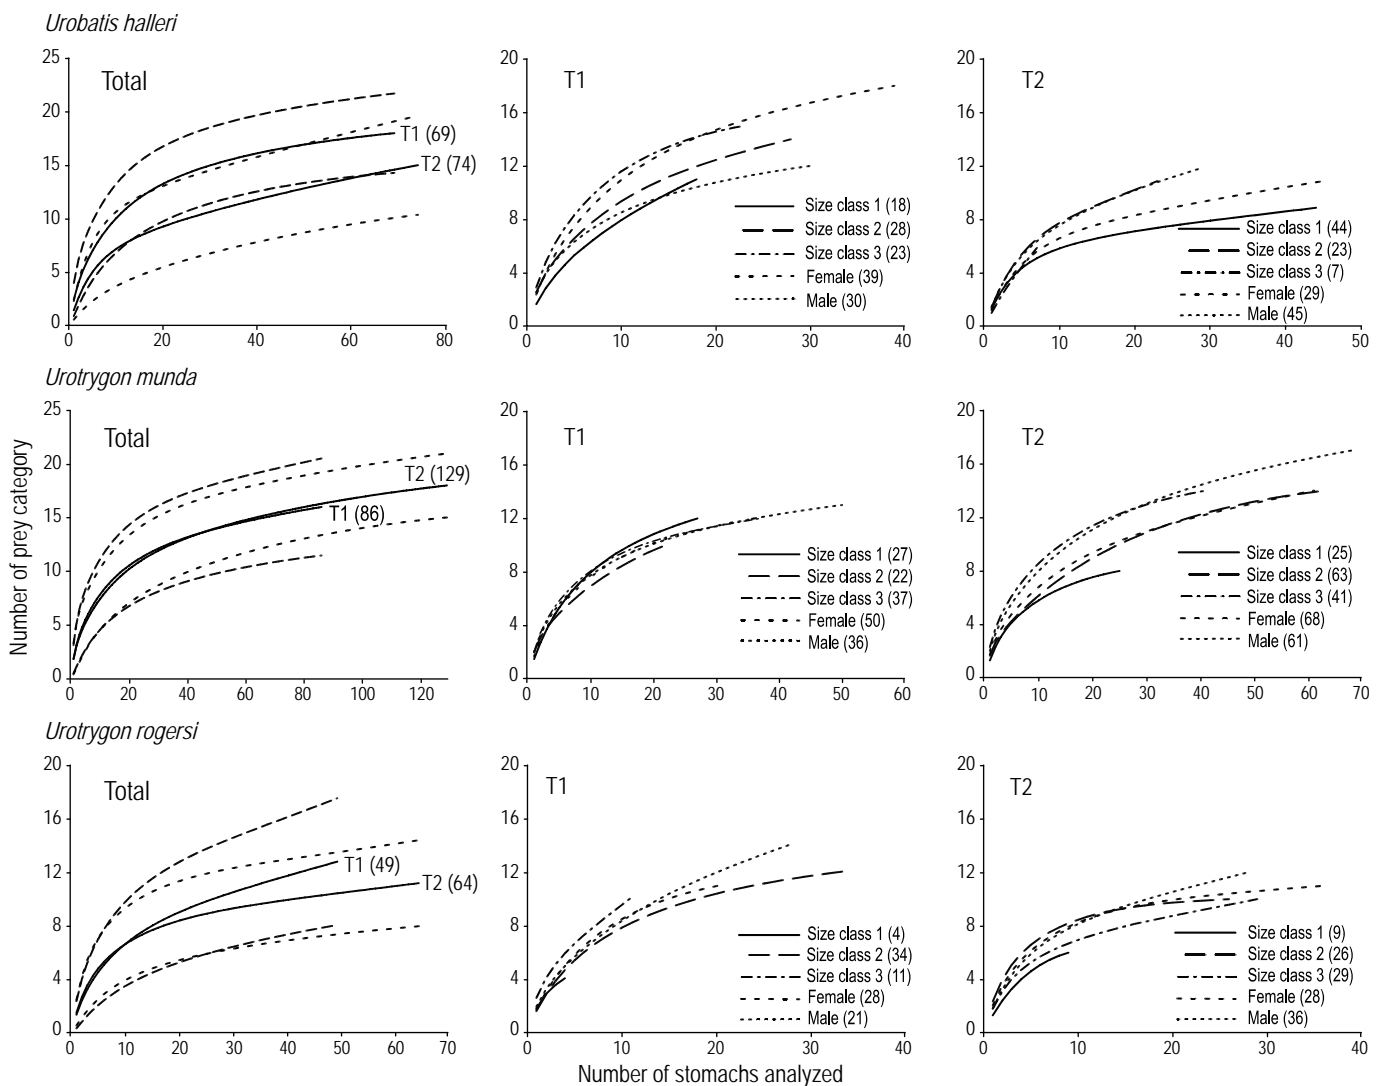 Urobatis halleri
Total
25
20
15
10
5
0
0
20
40
60
80
T1 (69)
T2 (74)
T1
20
16
12
8
4
0
0
10
20
30
40
Size class 1 (18)
Size class 2 (28)
Size class 3 (23)
Female (39)
Male (30)
T2
20
16
12
8
4
0
0
10
20
30
40
50
Size class 1 (44)
Size class 2 (23)
Size class 3 (7)
Female (29)
Male (45)
Urotrygon munda
Number of prey category
Total
25
20
15
10
5
0
0
20
40
60
80
100
120
T2 (129)
T1 (86)
T1
20
16
12
8
4
0
0
10
20
30
40
50
60
Size class 1 (27)
Size class 2 (22)
Size class 3 (37)
Female (50)
Male (36)
T2
20
16
12
8
4
0
0
10
20
30
40
50
60
70
Size class 1 (25)
Size class 2 (63)
Size class 3 (41)
Female (68)
Male (61)
Urotrygon rogersi
Total
20
16
12
8
4
0
0
10
20
30
40
50
60
70
T1 (49)
T2 (64)
T1
20
16
12
8
4
0
0
10
20
30
40
Size class 1 (4)
Size class 2 (34)
Size class 3 (11)
Female (28)
Male (21)
T2
20
16
12
8
4
0
0
10
20
30
40
Size class 1 (9)
Size class 2 (26)
Size class 3 (29)
Female (28)
Male (36)
Number of stomachs analyzed